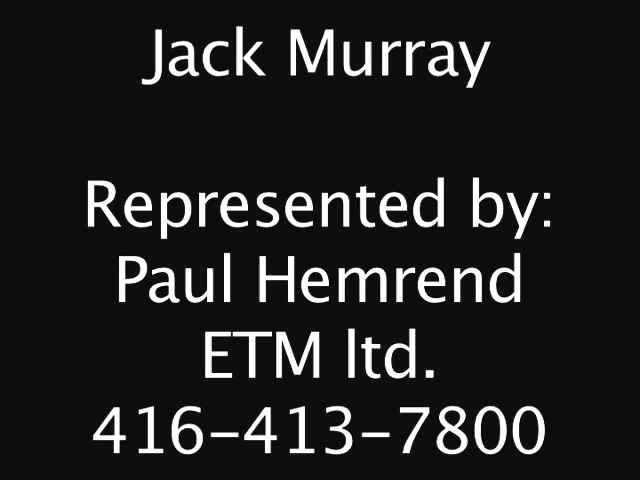 Jack Murray
Represented by:
Paul Hemrend
ETM ltd.
416-413-7800